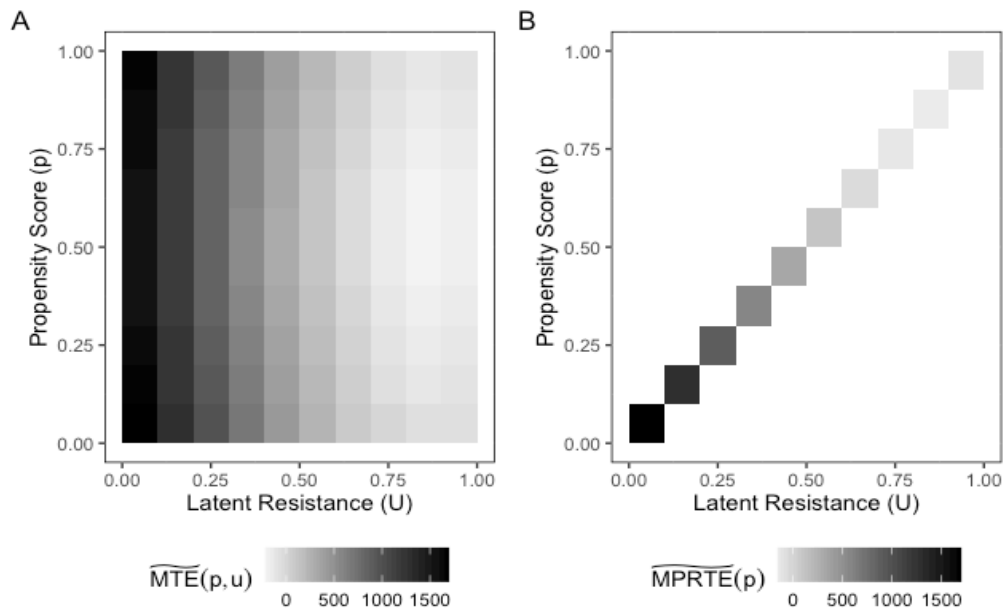 A
1.00
0.75
0.50
0.25
0.00
Propensity Score (p)
0.00 0.25 0.50 0.75 1.00
Latent Resistance (U)
M͠T͠E͠(p,u)
0 500 1000 1500
B
1.00
0.75
0.50
0.25
0.00
Propensity Score (p)
0.00 0.25 0.50 0.75 1.00
Latent Resistance (U)
M͠P͠R͠T͠E͠(p)
0 500 1000 1500